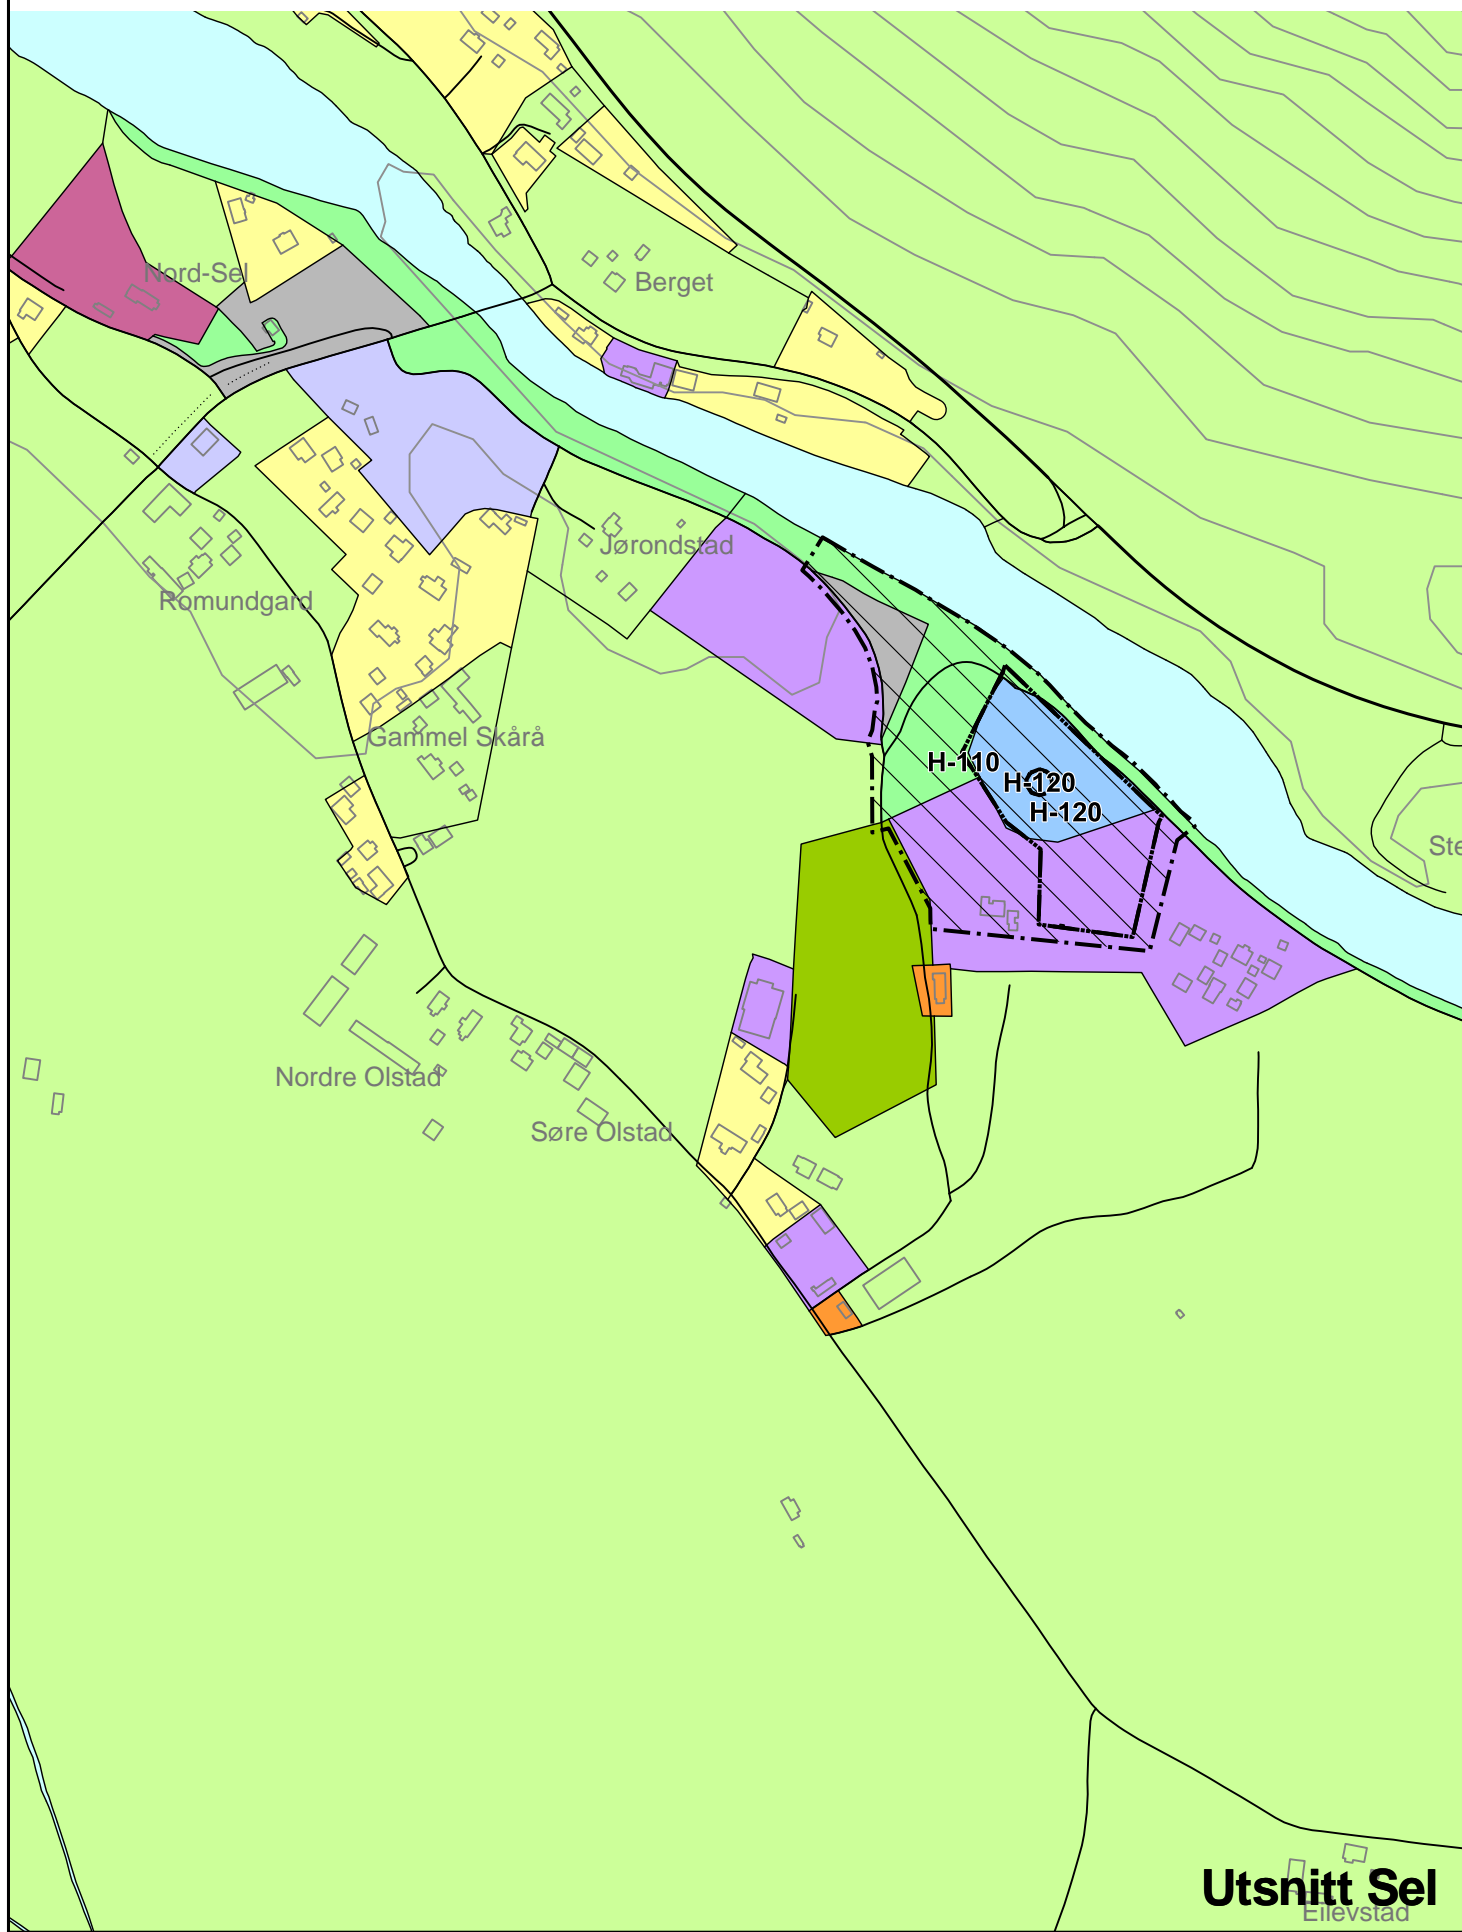 Nord-Sel
Berget
Jørondstad
Romundgard
Gammel Skårå
H-110
H-120
H-120
Ste
Nordre Olstad
Søre Olstad
Utsnitt Sel
Eilevstad